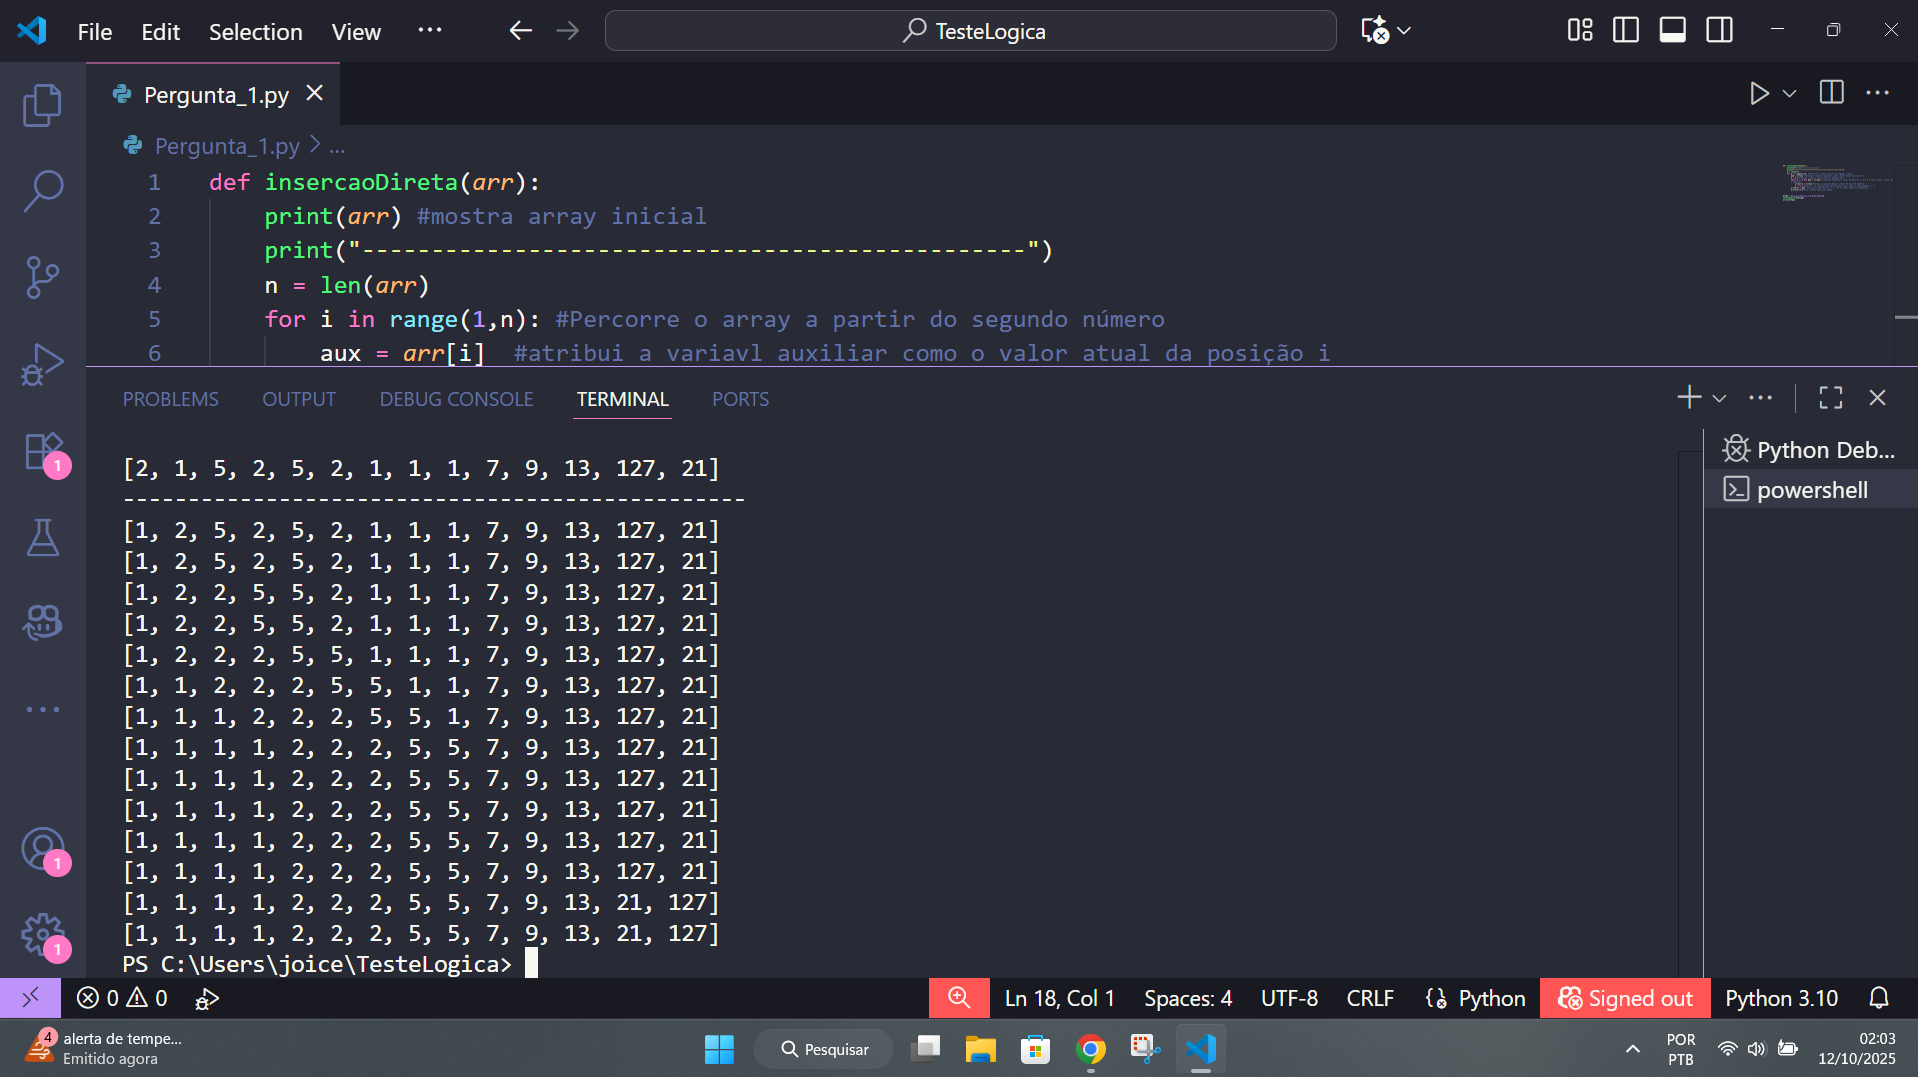 File Edit Selection View ··· TesteLogica
Pergunta_1.py
Pergunta_1.py > ...
1 def insercaoDireta(arr):
2 print(arr) #mostra array inicial
3 print("------------------------------------------------")
4 n = len(arr)
5 for i in range(1,n): #Percorre o array a partir do segundo número
6 aux = arr[i] #atribui a variavl auxiliar como o valor atual da posição i
PROBLEMS OUTPUT DEBUG CONSOLE TERMINAL PORTS
Python Deb...
powershell
[2, 1, 5, 2, 5, 2, 1, 1, 1, 7, 9, 13, 127, 21]
------------------------------------------------
[1, 2, 5, 2, 5, 2, 1, 1, 1, 7, 9, 13, 127, 21]
[1, 2, 5, 2, 5, 2, 1, 1, 1, 7, 9, 13, 127, 21]
[1, 2, 2, 5, 5, 2, 1, 1, 1, 7, 9, 13, 127, 21]
[1, 2, 2, 5, 5, 2, 1, 1, 1, 7, 9, 13, 127, 21]
[1, 2, 2, 2, 5, 5, 1, 1, 1, 7, 9, 13, 127, 21]
[1, 1, 2, 2, 2, 5, 5, 1, 1, 7, 9, 13, 127, 21]
[1, 1, 1, 2, 2, 2, 5, 5, 1, 7, 9, 13, 127, 21]
[1, 1, 1, 1, 2, 2, 2, 5, 5, 7, 9, 13, 127, 21]
[1, 1, 1, 1, 2, 2, 2, 5, 5, 7, 9, 13, 127, 21]
[1, 1, 1, 1, 2, 2, 2, 5, 5, 7, 9, 13, 127, 21]
[1, 1, 1, 1, 2, 2, 2, 5, 5, 7, 9, 13, 127, 21]
[1, 1, 1, 1, 2, 2, 2, 5, 5, 7, 9, 13, 127, 21]
[1, 1, 1, 1, 2, 2, 2, 5, 5, 7, 9, 13, 21, 127]
[1, 1, 1, 1, 2, 2, 2, 5, 5, 7, 9, 13, 21, 127]
PS C:\Users\joice\TesteLogica>
1
1
1
0 0 Ln 18, Col 1 Spaces: 4 UTF-8 CRLF {} Python Signed out Python 3.10
4 alerta de tempe...
Emitido agora
Pesquisar
POR
PTB
02:03
12/10/2025